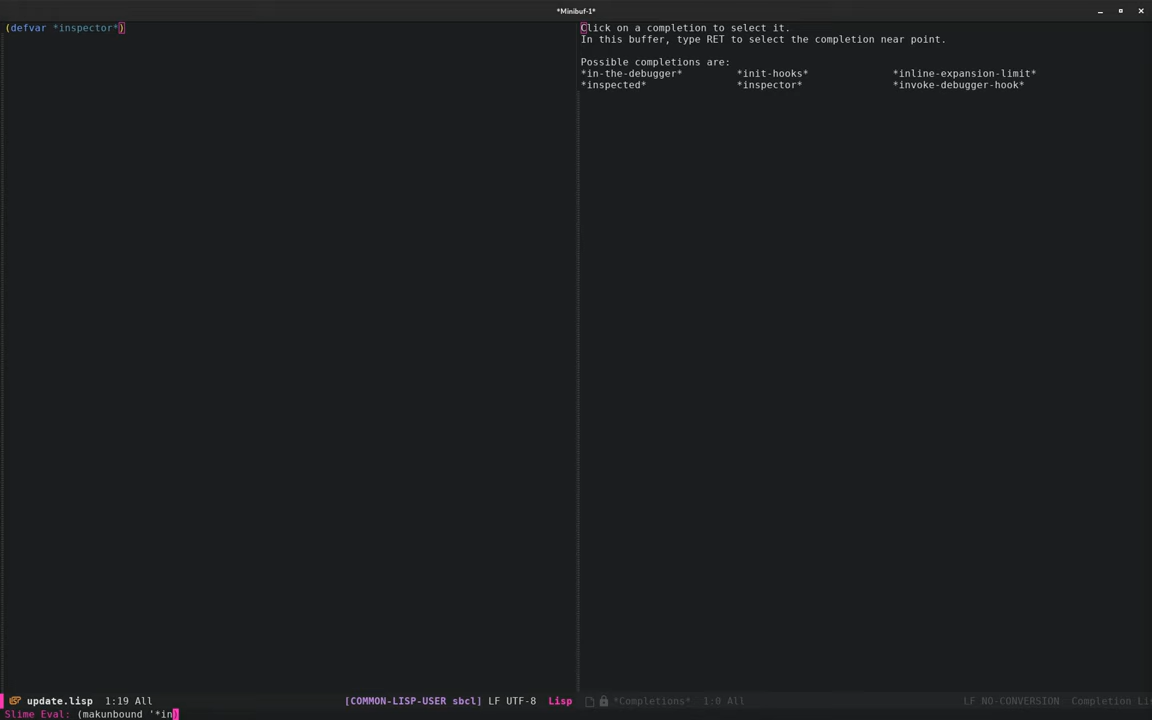 *Minibuf-1*
(defvar *inspector*)
Click on a completion to select it.
In this buffer, type RET to select the completion near point.
Possible completions are:
*in-the-debugger* *init-hooks* *inline-expansion-limit*
*inspected* *inspector* *invoke-debugger-hook*
update.lisp 1:19 All [COMMON-LISP-USER sbcl] LF UTF-8 Lisp
*Completions* 1:0 All LF NO-CONVERSION Completion Lis
Slime Eval: (makunbound '*in)